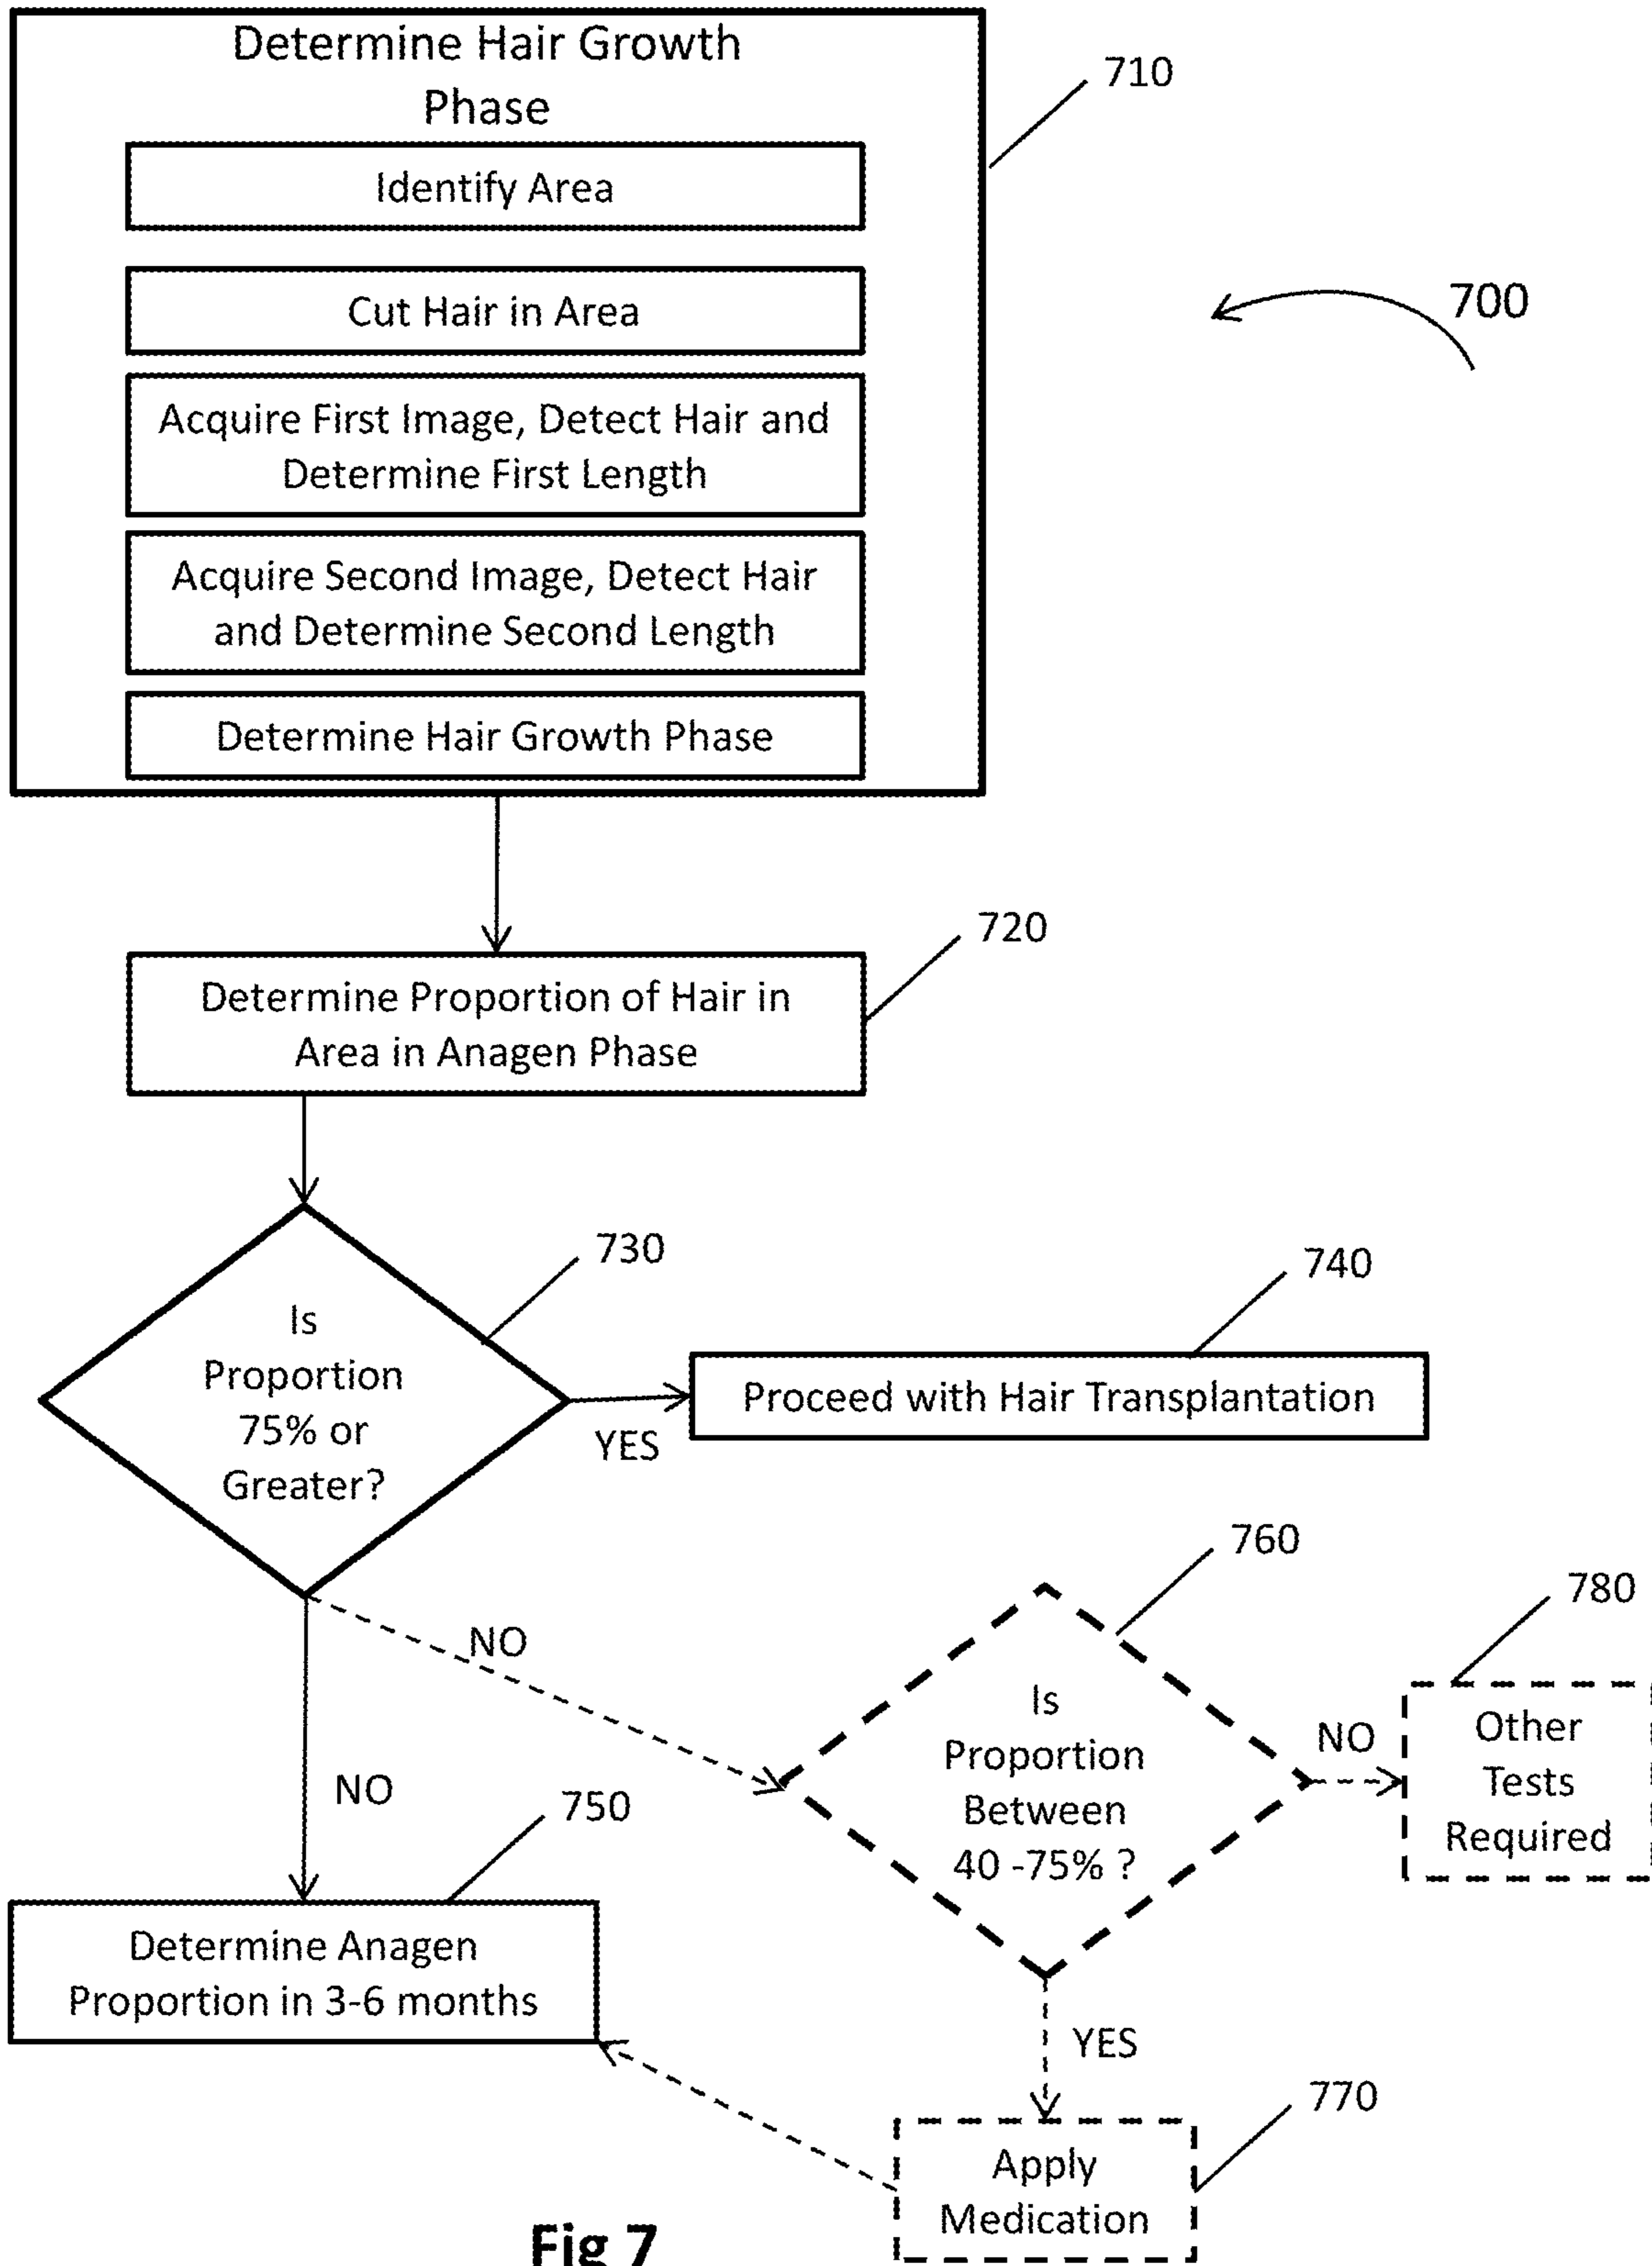 Determine Hair Growth
Phase
710
Identify Area
Cut Hair in Area
700
Acquire First Image, Detect Hair and
Determine First Length
Acquire Second Image, Detect Hair
and Determine Second Length
Determine Hair Growth Phase
720
Determine Proportion of Hair in
Area in Anagen Phase
730
740
Is
Proportion
75% or
Greater?
YES
Proceed with Hair Transplantation
760
780
NO
Is
Proportion
Between
40 -75% ?
NO
Other
Tests
Required
NO
750
Determine Anagen
Proportion in 3-6 months
YES
770
Apply
Medication
Fig 7